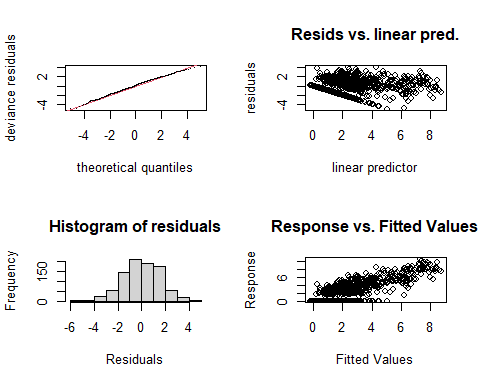 deviance residuals
-4 2
-4 -2 0 2 4
theoretical quantiles
Resids vs. linear pred.
residuals
-4 2
0 2 4 6 8
linear predictor
Histogram of residuals
Frequency
0 150
-6 -4 -2 0 2 4
Residuals
Response vs. Fitted Values
Response
0 6
0 2 4 6 8
Fitted Values